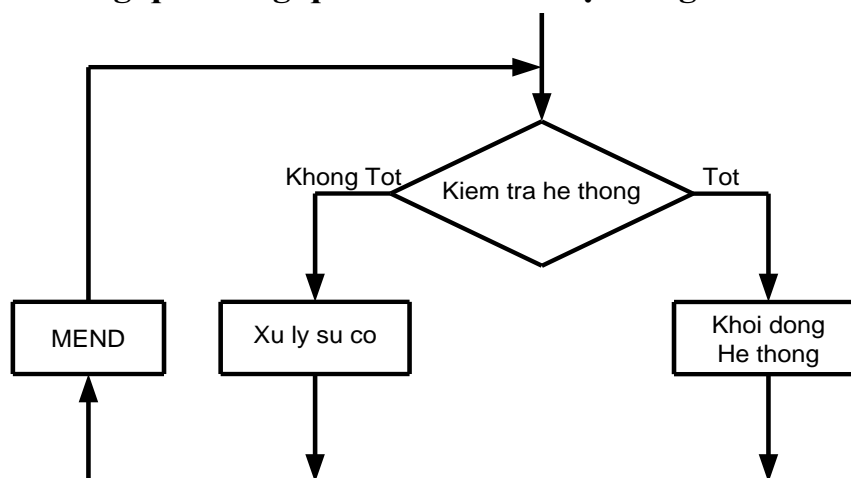 Khong Tot
Kiem tra he thong
Tot
MEND
Xu ly su co
Khoi dong
He thong